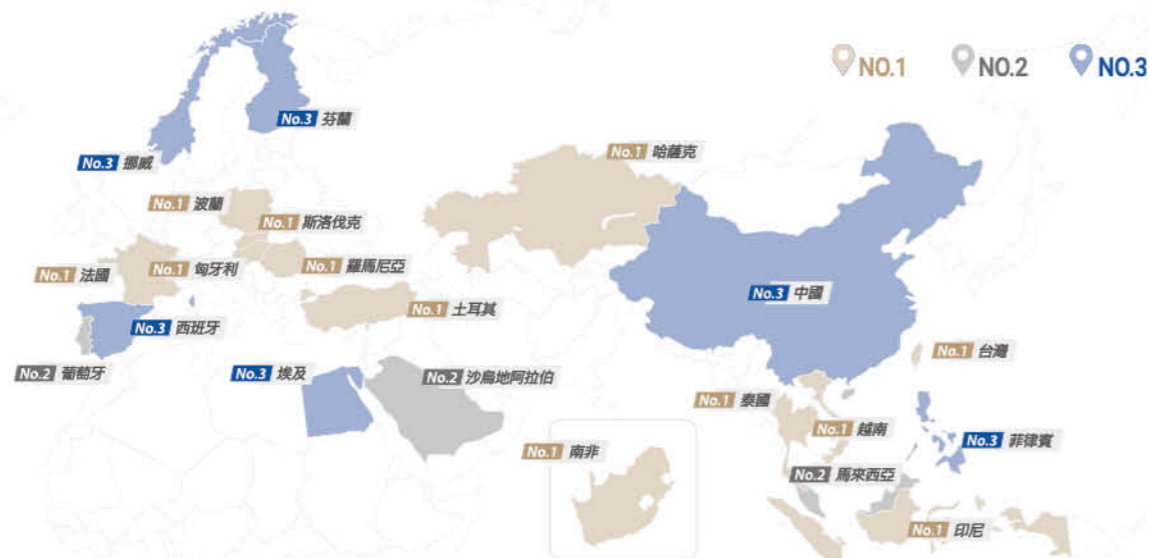 NO.1
NO.2
NO.3
No.3 芬蘭
No.3 挪威
No.1 哈薩克
No.1 波蘭
No.1 斯洛伐克
No.1 法國
No.1 匈牙利
No.1 羅馬尼亞
No.3 中國
No.1 土耳其
No.3 西班牙
No.1 台灣
No.2 葡萄牙
No.3 埃及
No.2 沙烏地阿拉伯
No.1 泰國
No.1 越南
No.3 菲律賓
No.1 南非
No.2 馬來西亞
No.1 印尼